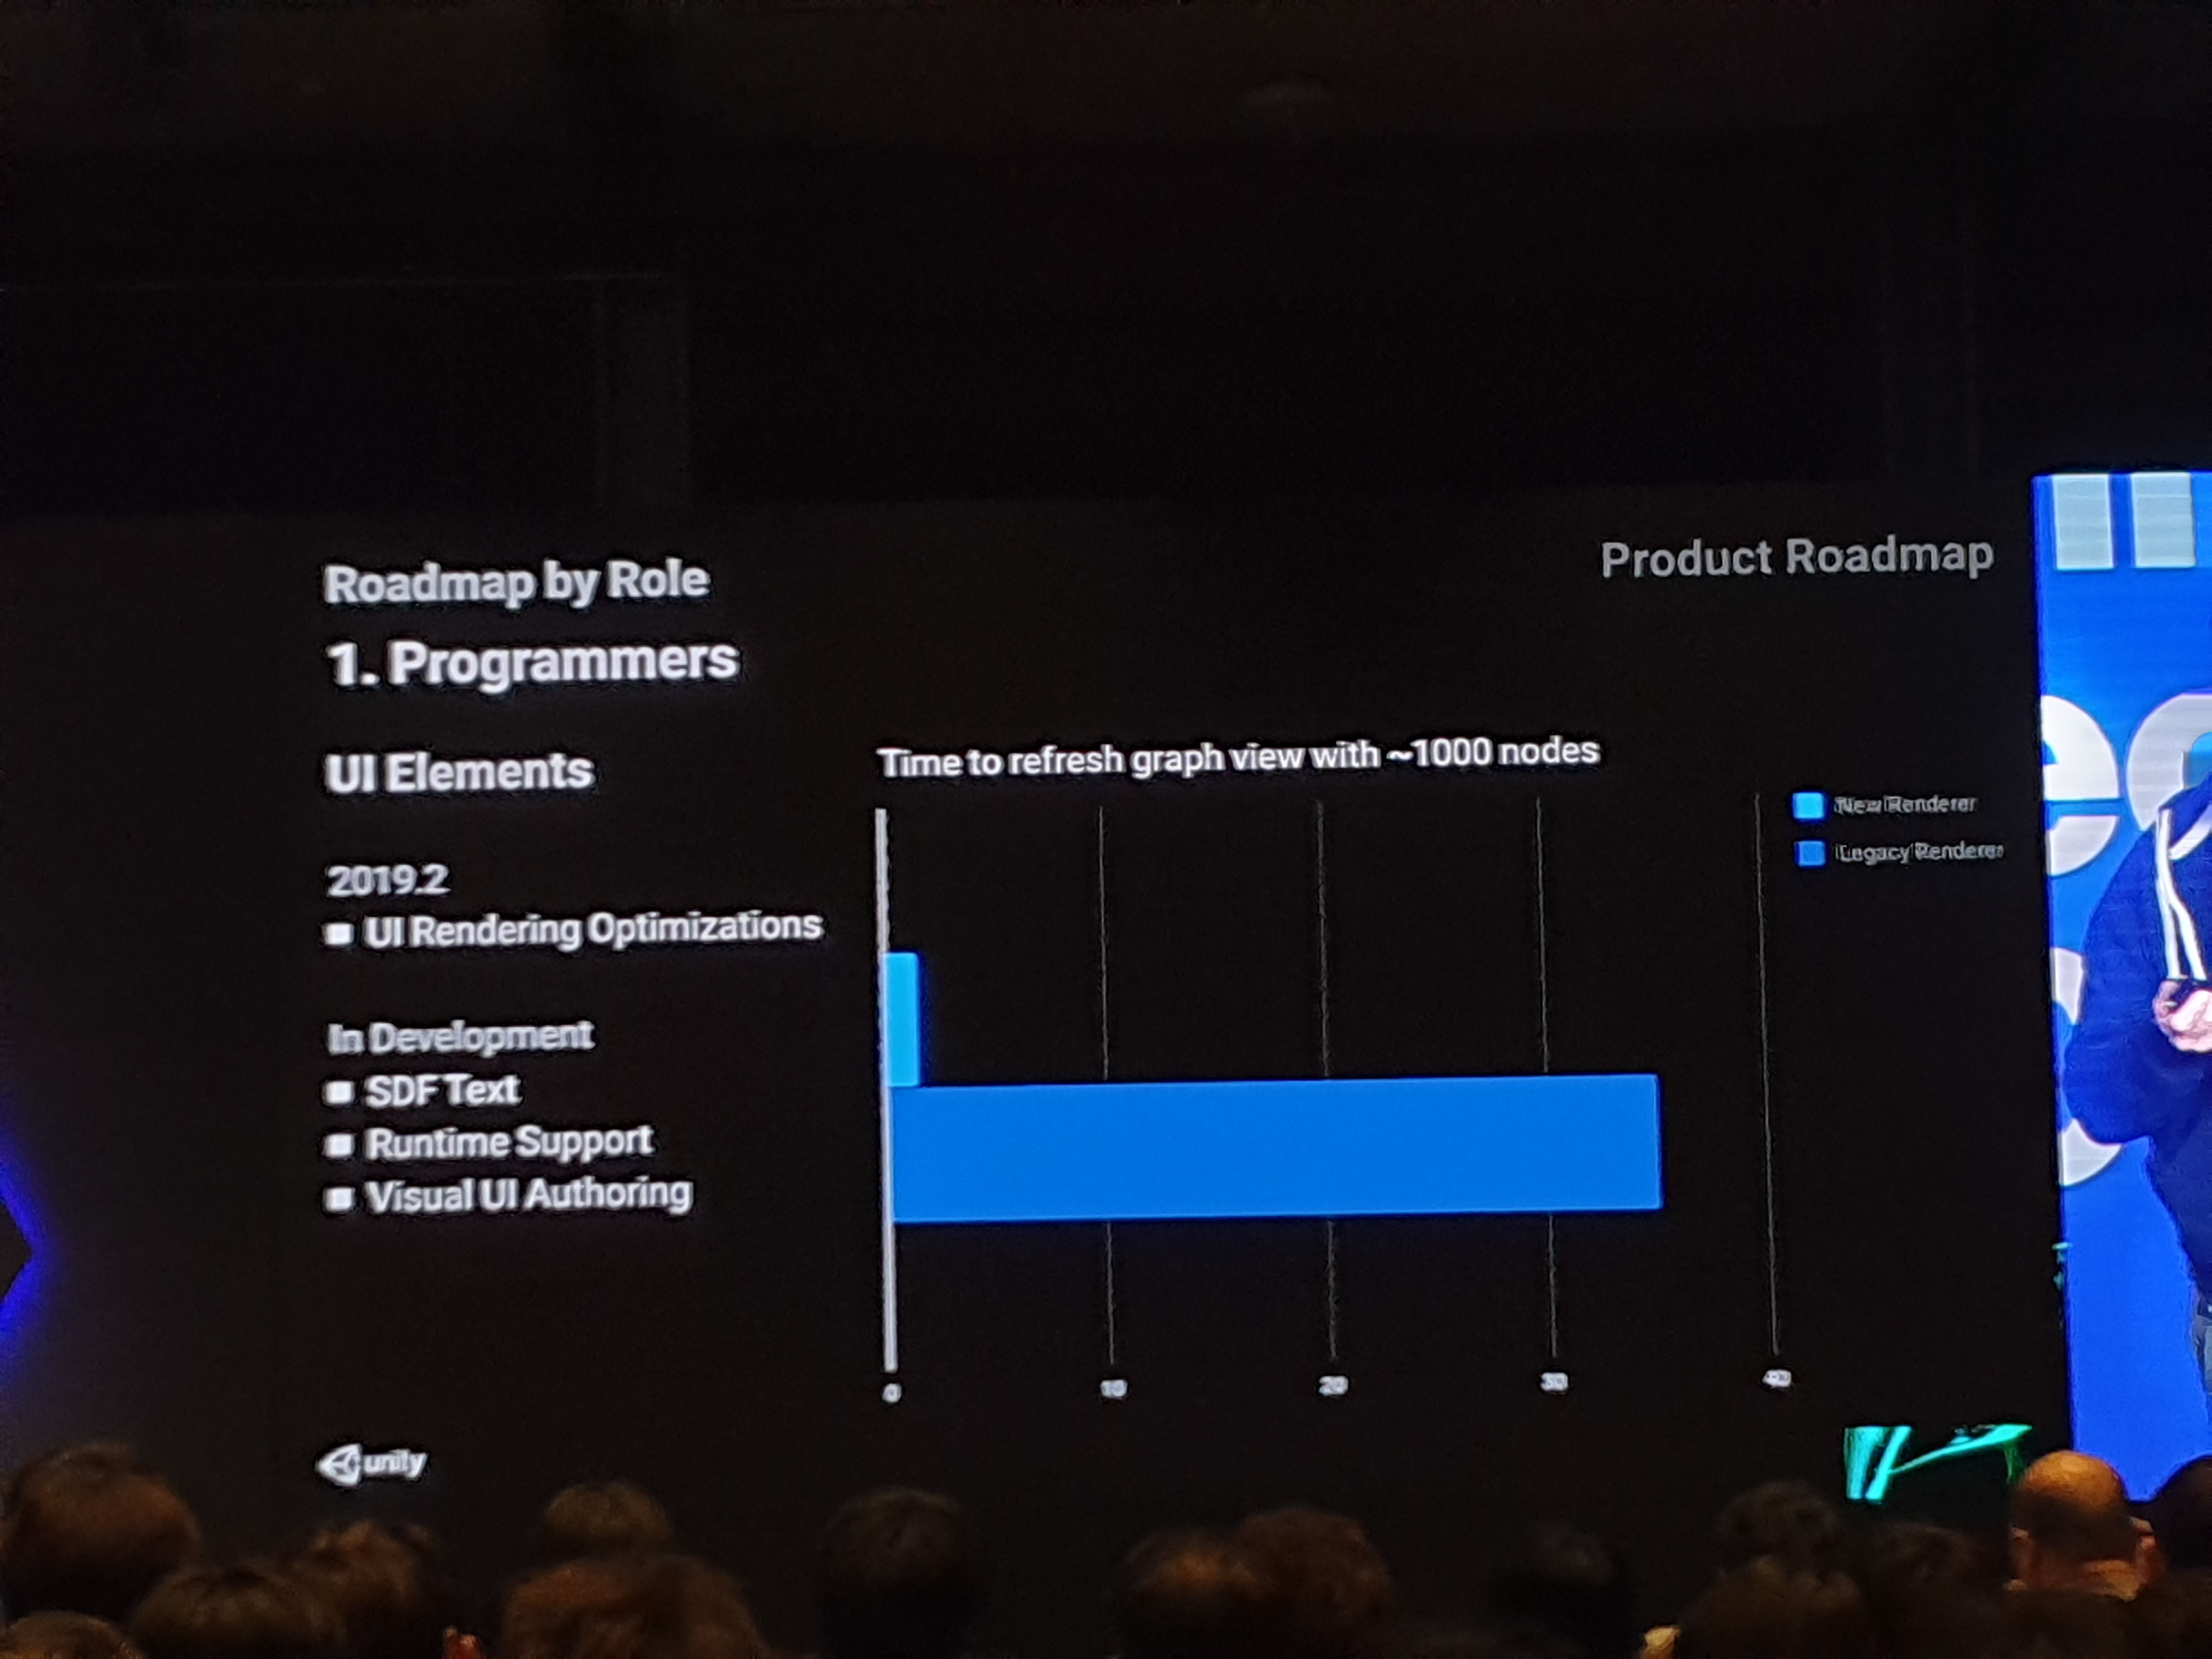 Product Roadmap
Roadmap by Role
1. Programmers
UI Elements
2019.2
UI Rendering Optimizations
In Development
SDF Text
Runtime Support
Visual UI Authoring
Time to refresh graph view with ~1000 nodes
New Renderer
Legacy Renderer
0 10 20 30 40
unity